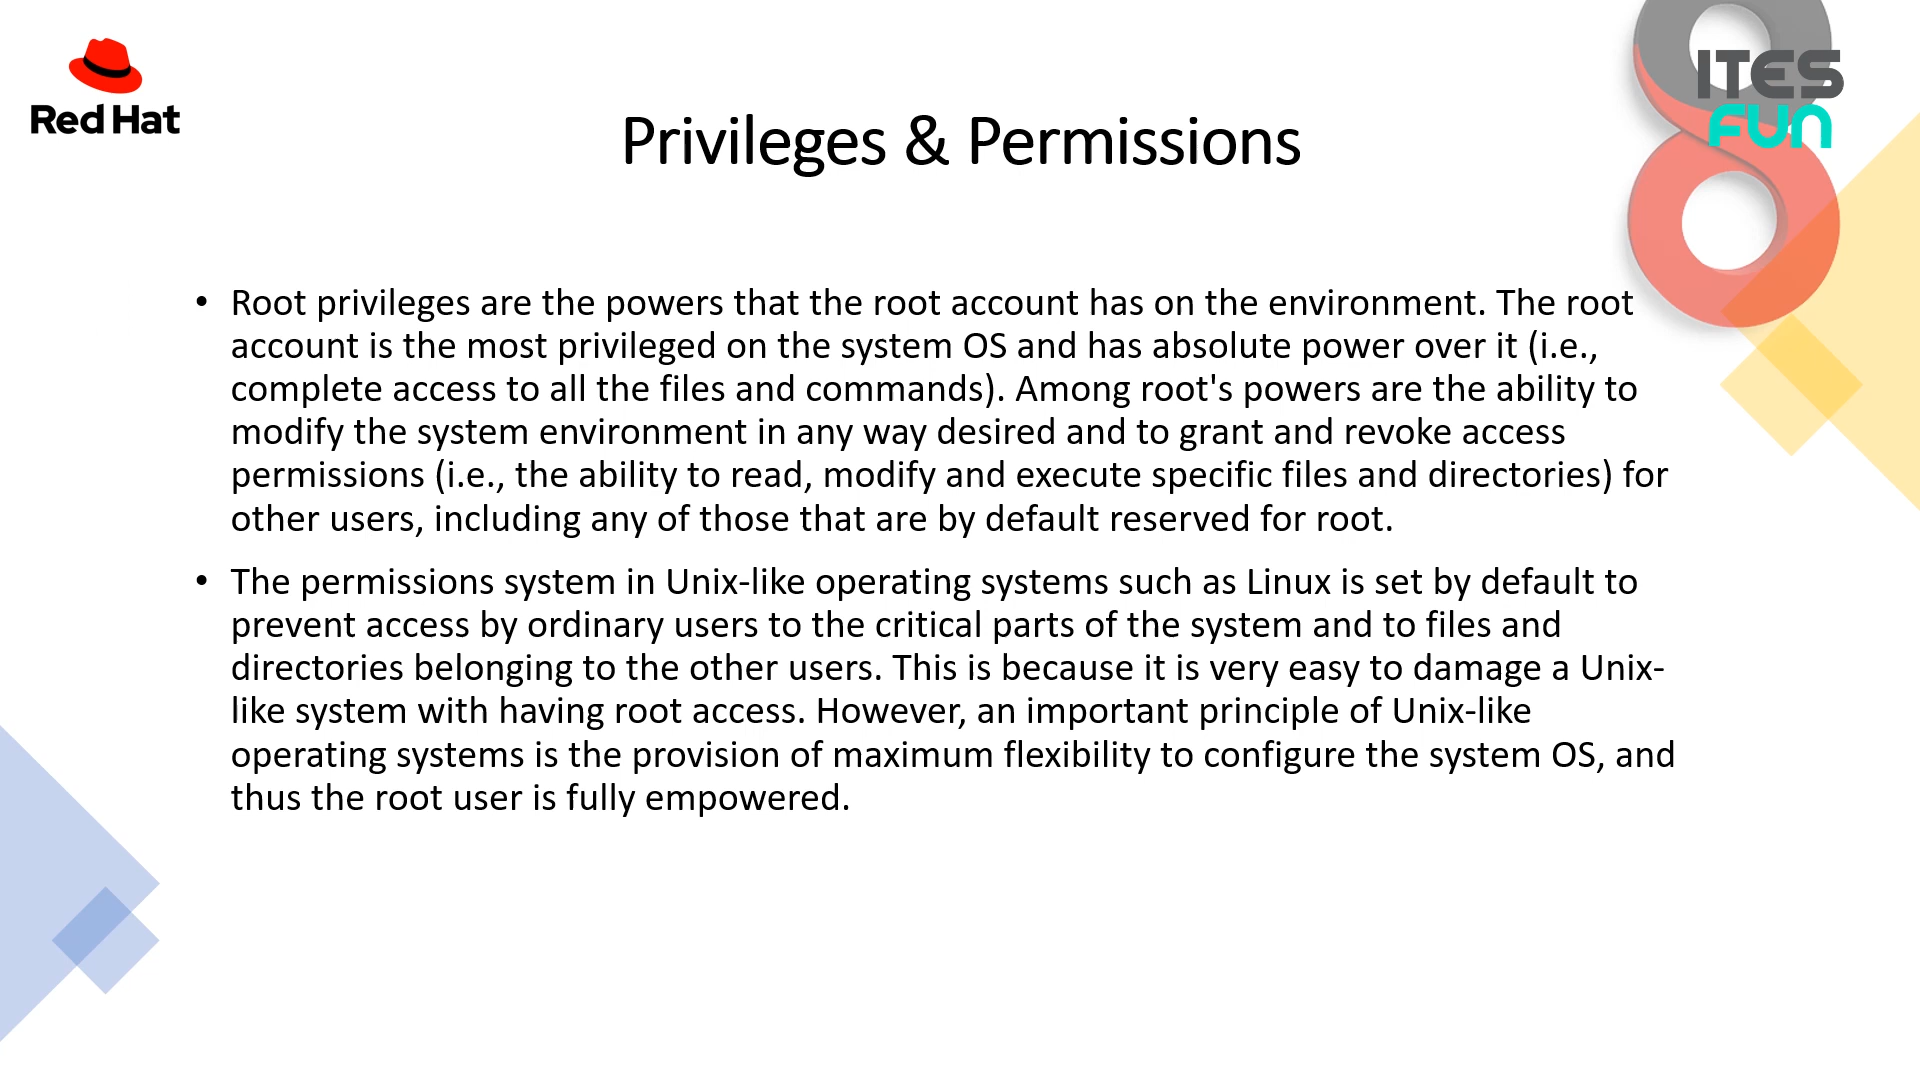 Red Hat
ITES
FUN
Privileges & Permissions
• Root privileges are the powers that the root account has on the environment. The root
account is the most privileged on the system OS and has absolute power over it (i.e.,
complete access to all the files and commands). Among root's powers are the ability to
modify the system environment in any way desired and to grant and revoke access
permissions (i.e., the ability to read, modify and execute specific files and directories) for
other users, including any of those that are by default reserved for root.
• The permissions system in Unix-like operating systems such as Linux is set by default to
prevent access by ordinary users to the critical parts of the system and to files and
directories belonging to the other users. This is because it is very easy to damage a Unix-
like system with having root access. However, an important principle of Unix-like
operating systems is the provision of maximum flexibility to configure the system OS, and
thus the root user is fully empowered.